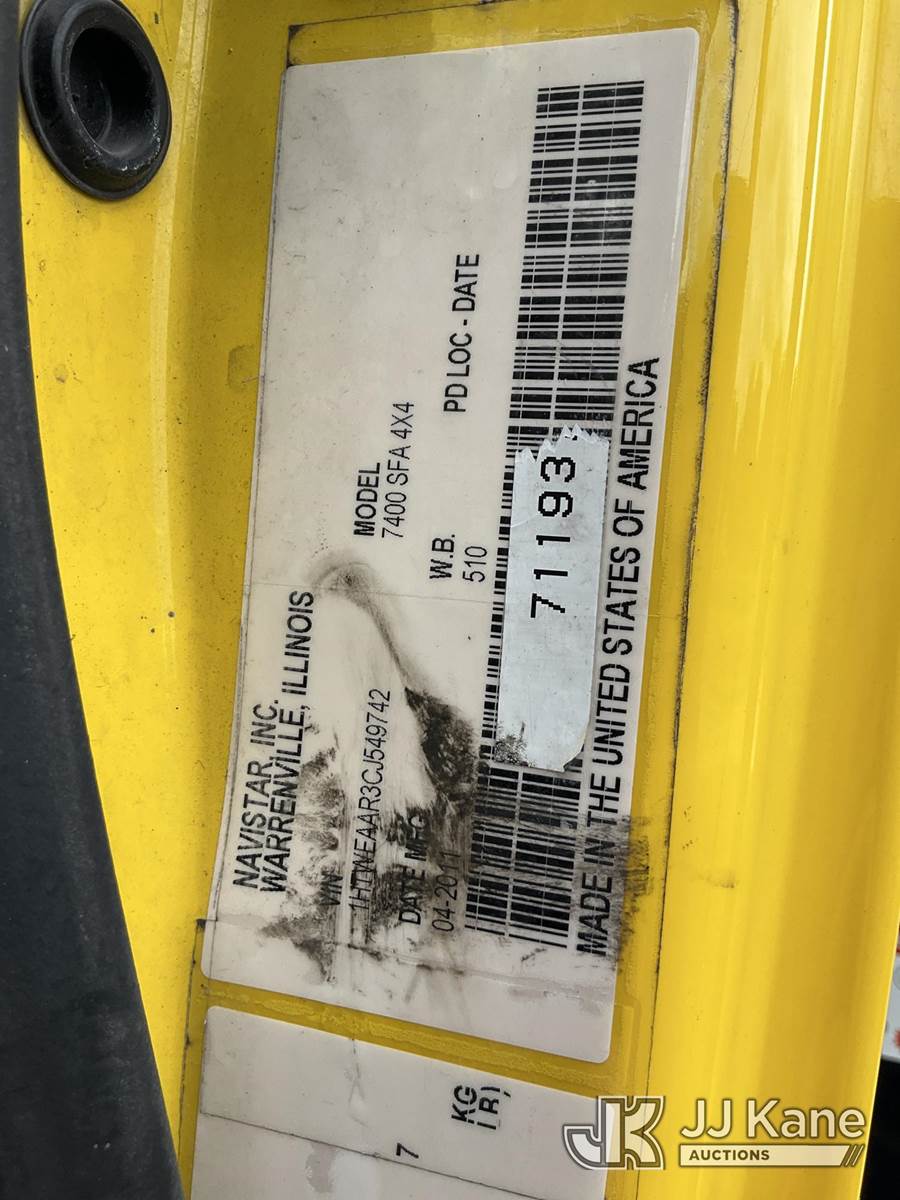 NAVISTAR, INC.
WARRENVILLE, ILLINOIS
VIN
1HTWEAAR3CJ549742
MODEL
7400 SFA 4X4
DATE MFG
04-2011
W.B.
510
PD LOC - DATE
71193
MADE IN THE UNITED STATES OF AMERICA
7
KG
JK JJ Kane
AUCTIONS